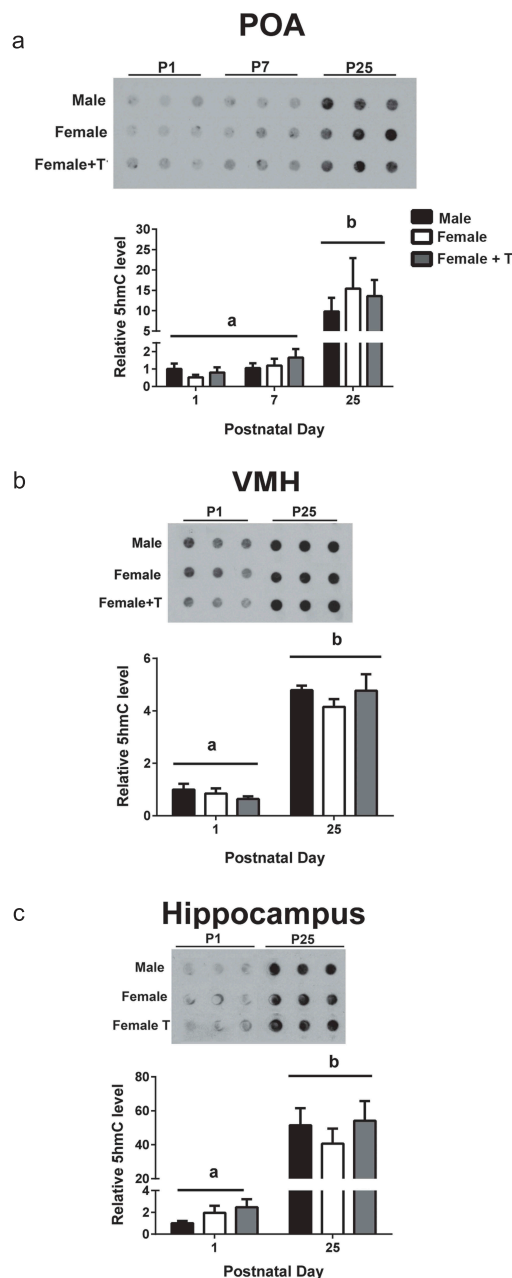 a
POA
P1 P7 P25
Male
Female
Female+T
Relative 5hmC level
30
25
20
15
10
5
2
1
0
a
b
1 7 25
Postnatal Day
Male
Female
Female + T
b
VMH
P1 P25
Male
Female
Female+T
Relative 5hmC level
6
4
2
0
a
b
1 25
Postnatal Day
c
Hippocampus
P1 P25
Male
Female
Female T
Relative 5hmC level
80
60
40
20
4
2
0
a
b
1 25
Postnatal Day